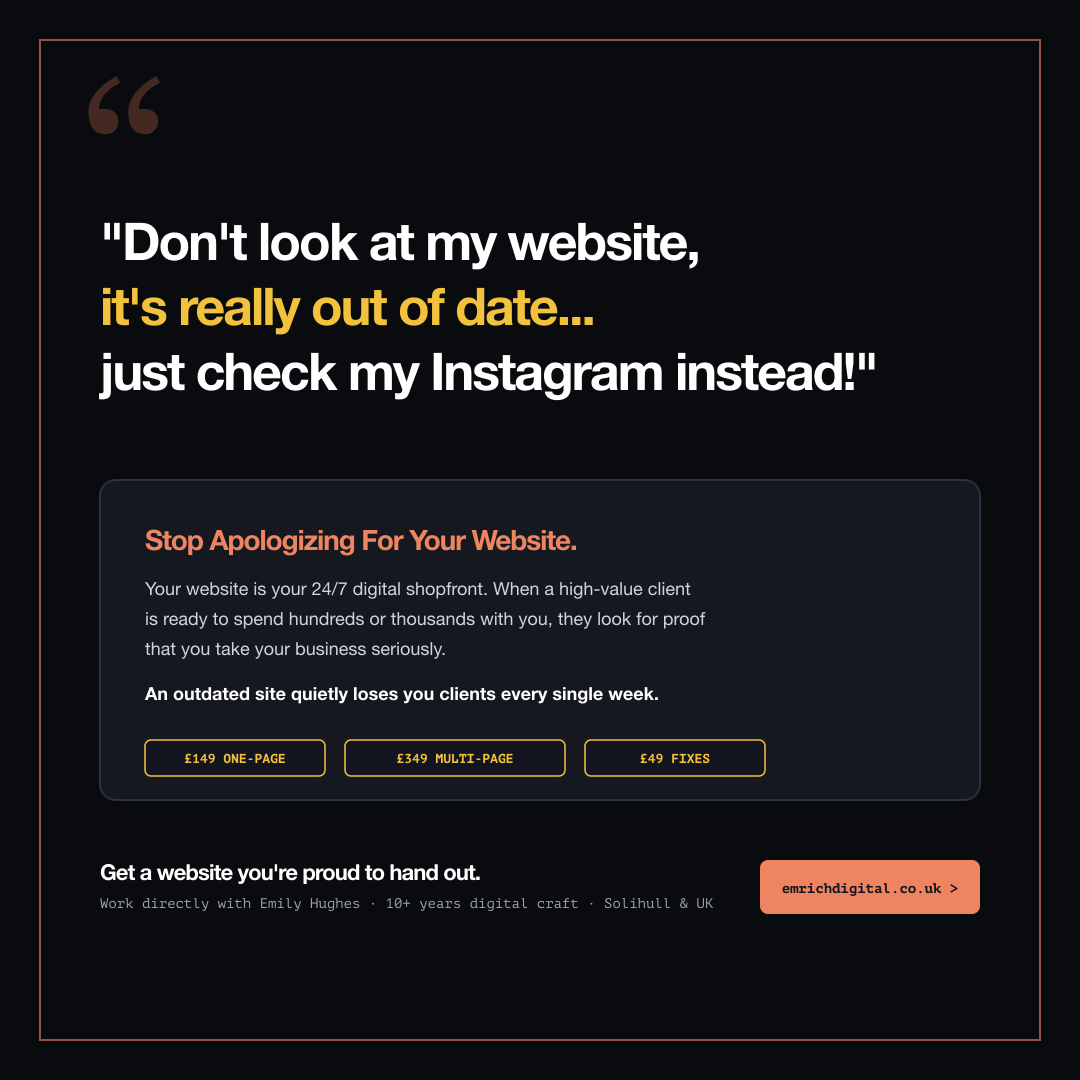 "Don't look at my website,
it's really out of date...
just check my Instagram instead!"
Stop Apologizing For Your Website.
Your website is your 24/7 digital shopfront. When a high-value client
is ready to spend hundreds or thousands with you, they look for proof
that you take your business seriously.
An outdated site quietly loses you clients every single week.
£149 ONE-PAGE
£349 MULTI-PAGE
£49 FIXES
Get a website you're proud to hand out.
Work directly with Emily Hughes · 10+ years digital craft · Solihull & UK
emrichdigital.co.uk >